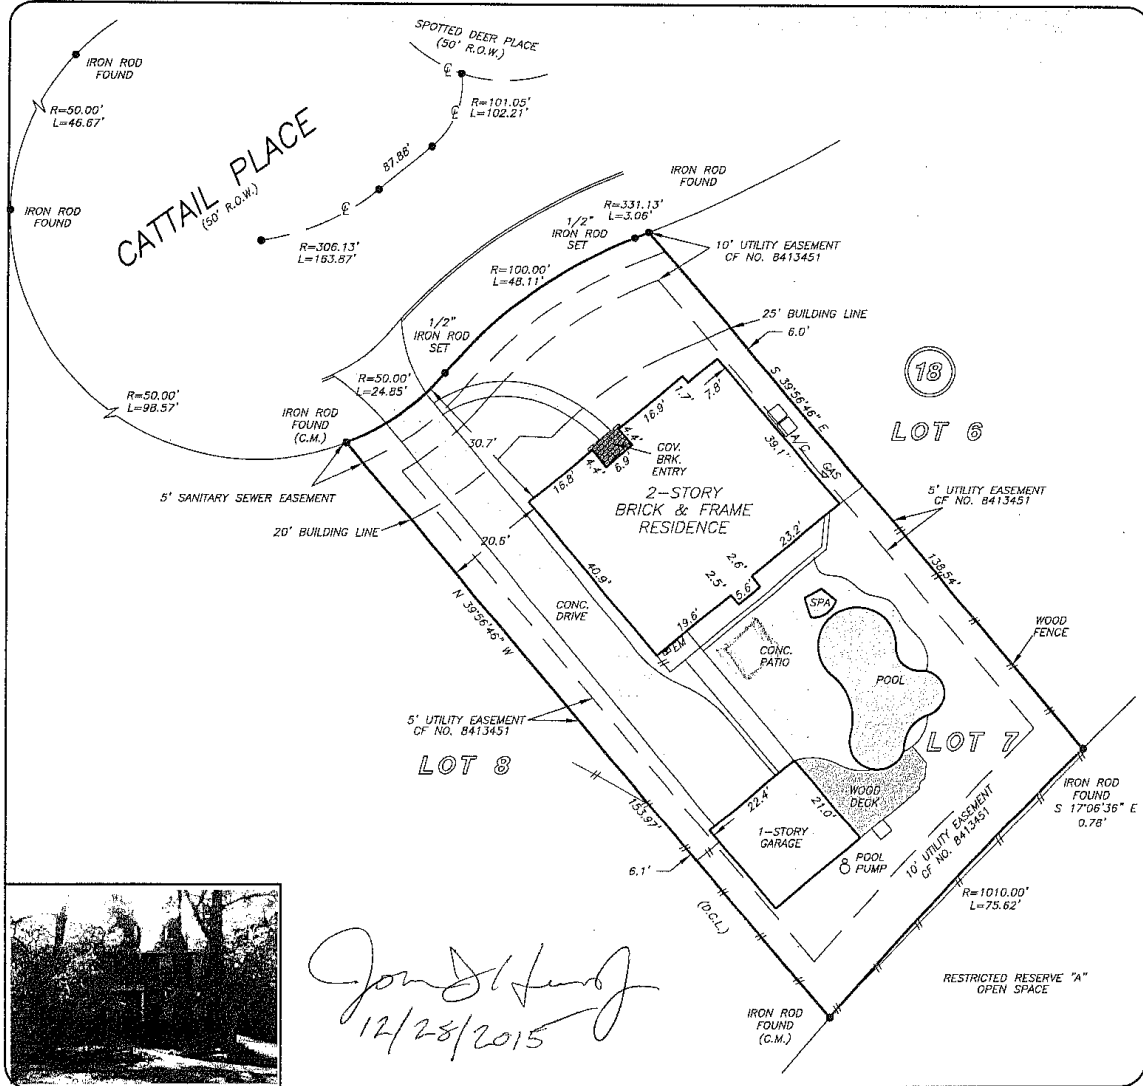 SPOTTED DEER PLACE
(50' R.O.W.)
IRON ROD
FOUND
R=50.00'
L=46.67'
R=101.05'
L=102.21'
87.88'
CATTAIL PLACE
(50' R.O.W.)
IRON ROD
FOUND
R=306.13'
L=163.87'
IRON ROD
FOUND
R=331.13'
L=3.06'
1/2"
IRON ROD
SET
10' UTILITY EASEMENT
CF NO. 8413451
R=100.00'
L=48.11'
25' BUILDING LINE
6.0'
1/2"
IRON ROD
SET
R=50.00'
L=24.85'
R=50.00'
L=98.57'
IRON ROD
FOUND
(C.M.)
18
LOT 6
S 39°56'46" E
16.9'
1.7'
7.8'
39.1'
A/C
GAS
30.7'
4.4'
4.4'
6.9'
16.8'
COV.
BRK.
ENTRY
5' SANITARY SEWER EASEMENT
20' BUILDING LINE
2-STORY
BRICK & FRAME
RESIDENCE
5' UTILITY EASEMENT
CF NO. 8413451
20.6'
40.9'
23.2'
2.6'
2.5'
5.6'
19.6'
138.54'
N 39°56'46" W
CONC.
DRIVE
EM
SPA
CONC.
PATIO
POOL
WOOD
FENCE
5' UTILITY EASEMENT
CF NO. 8413451
LOT 8
LOT 7
153.97'
22.4'
21.0'
WOOD
DECK
1-STORY
GARAGE
POOL
PUMP
6.1'
(D.C.L.)
10' UTILITY EASEMENT
CF NO. 8413451
IRON ROD
FOUND
S 17°06'36" E
0.78'
R=1010.00'
L=75.62'
RESTRICTED RESERVE "A"
OPEN SPACE
IRON ROD
FOUND
(C.M.)
12/28/2015